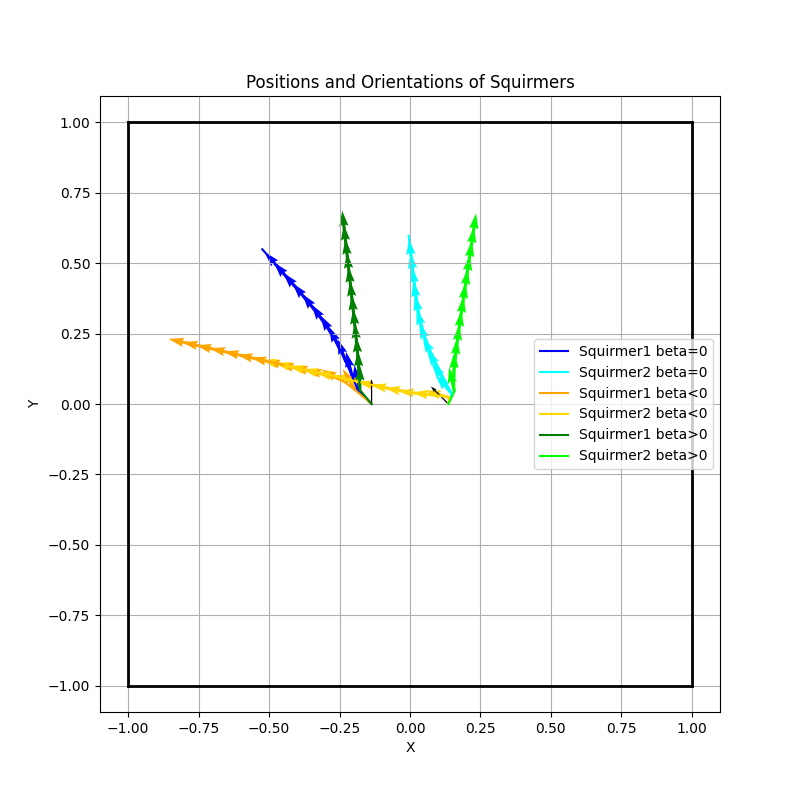 Positions and Orientations of Squirmers
1.00
0.75
0.50
0.25
0.00
−0.25
−0.50
−0.75
−1.00
Y
Squirmer1 beta=0
Squirmer2 beta=0
Squirmer1 beta<0
Squirmer2 beta<0
Squirmer1 beta>0
Squirmer2 beta>0
−1.00 −0.75 −0.50 −0.25 0.00 0.25 0.50 0.75 1.00
X